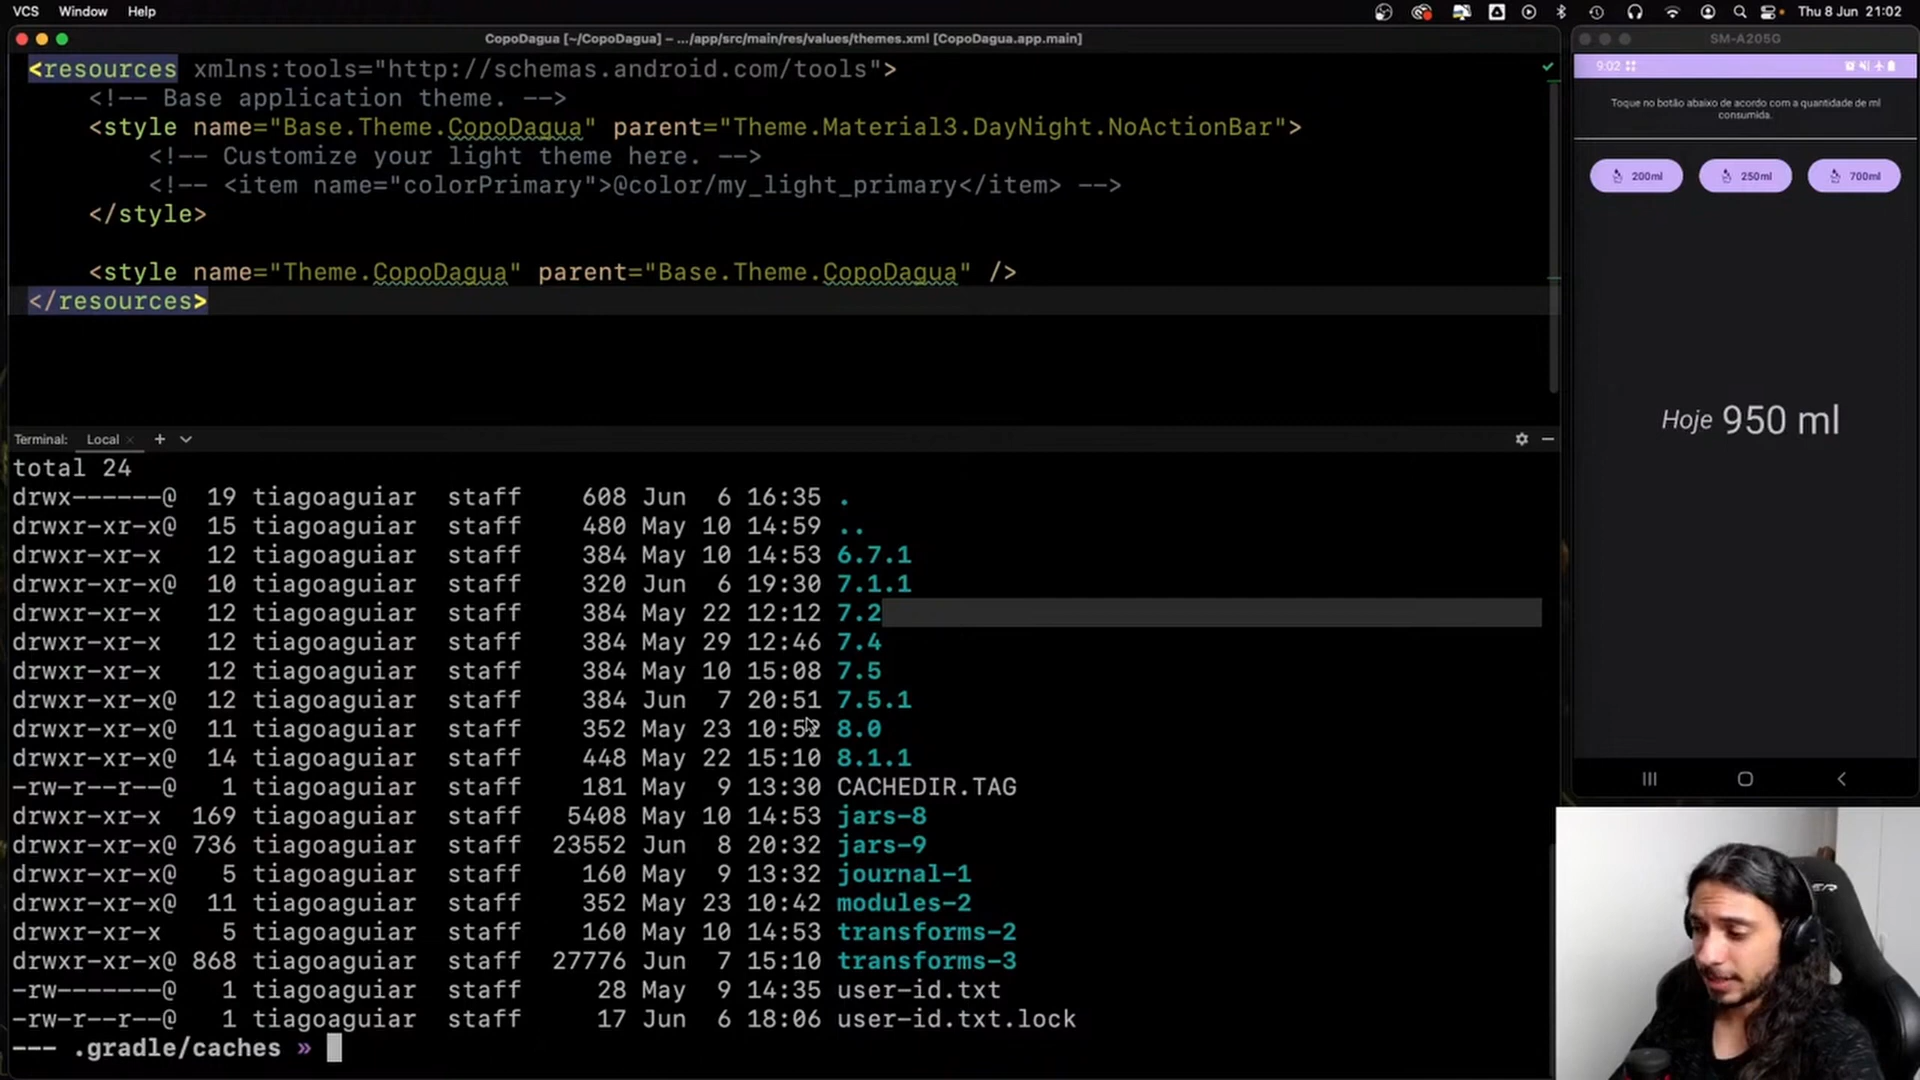 VCS Window Help
Thu 8 Jun 21:02
CopoDagua [~/CopoDagua] – .../app/src/main/res/values/themes.xml [CopoDagua.app.main]
<resources xmlns:tools="http://schemas.android.com/tools">
<!-- Base application theme. -->
<style name="Base.Theme.CopoDagua" parent="Theme.Material3.DayNight.NoActionBar">
<!-- Customize your light theme here. -->
<!-- <item name="colorPrimary">@color/my_light_primary</item> -->
</style>
<style name="Theme.CopoDagua" parent="Base.Theme.CopoDagua" />
</resources>
Terminal: Local × +
total 24
drwx------@ 19 tiagoaguiar staff 608 Jun 6 16:35 .
drwxr-xr-x@ 15 tiagoaguiar staff 480 May 10 14:59 ..
drwxr-xr-x 12 tiagoaguiar staff 384 May 10 14:53 6.7.1
drwxr-xr-x@ 10 tiagoaguiar staff 320 Jun 6 19:30 7.1.1
drwxr-xr-x 12 tiagoaguiar staff 384 May 22 12:12 7.2
drwxr-xr-x 12 tiagoaguiar staff 384 May 29 12:46 7.4
drwxr-xr-x 12 tiagoaguiar staff 384 May 10 15:08 7.5
drwxr-xr-x@ 12 tiagoaguiar staff 384 Jun 7 20:51 7.5.1
drwxr-xr-x@ 11 tiagoaguiar staff 352 May 23 10:52 8.0
drwxr-xr-x@ 14 tiagoaguiar staff 448 May 22 15:10 8.1.1
-rw-r--r--@ 1 tiagoaguiar staff 181 May 9 13:30 CACHEDIR.TAG
drwxr-xr-x 169 tiagoaguiar staff 5408 May 10 14:53 jars-8
drwxr-xr-x@ 736 tiagoaguiar staff 23552 Jun 8 20:32 jars-9
drwxr-xr-x@ 5 tiagoaguiar staff 160 May 9 13:32 journal-1
drwxr-xr-x@ 11 tiagoaguiar staff 352 May 23 10:42 modules-2
drwxr-xr-x 5 tiagoaguiar staff 160 May 10 14:53 transforms-2
drwxr-xr-x@ 868 tiagoaguiar staff 27776 Jun 7 15:10 transforms-3
-rw-------@ 1 tiagoaguiar staff 28 May 9 14:35 user-id.txt
-rw-r--r--@ 1 tiagoaguiar staff 17 Jun 6 18:06 user-id.txt.lock
--- .gradle/caches »
SM-A205G
9:02
Toque no botão abaixo de acordo com a quantidade de ml
consumida.
200ml 250ml 700ml
Hoje 950 ml